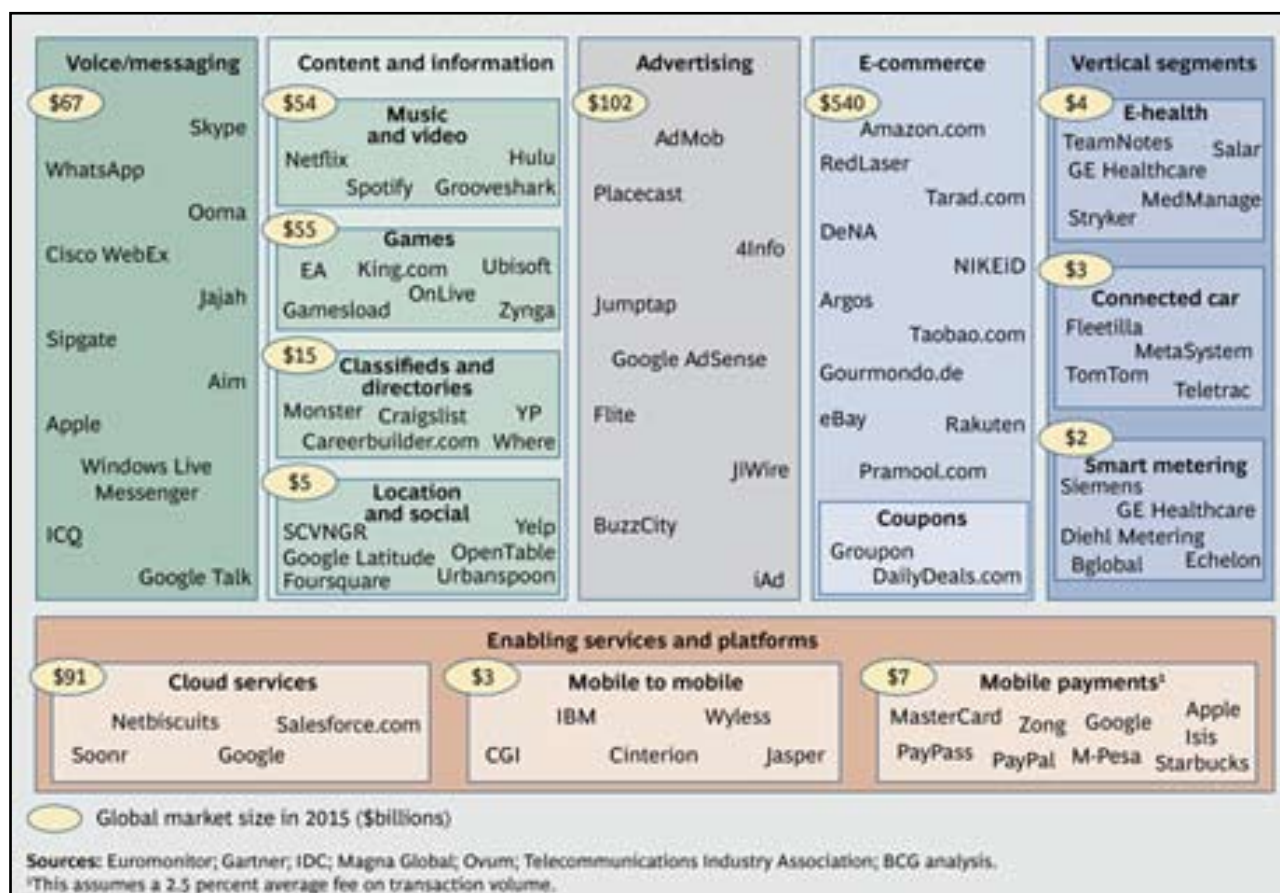 Voice/messaging
$67
Skype
WhatsApp
Ooma
Cisco WebEx
Jajah
Sipgate
Aim
Apple
Windows Live
Messenger
ICQ
Google Talk
Content and information
$54
Music
and video
Netflix Hulu
Spotify Grooveshark
$55
Games
EA King.com Ubisoft
OnLive
Gamesload Zynga
$15
Classifieds and
directories
Monster Craigslist YP
Careerbuilder.com Where
$5
Location
and social
SCVNGR Yelp
Google Latitude OpenTable
Foursquare Urbanspoon
Advertising
$102
AdMob
Placecast
4Info
Jumptap
Google AdSense
Flite
JiWire
BuzzCity
iAd
E-commerce
$540
Amazon.com
RedLaser
Tarad.com
DeNA
NIKEiD
Argos
Taobao.com
Gourmondo.de
eBay Rakuten
Pramool.com
Coupons
Groupon
DailyDeals.com
Vertical segments
$4
E-health
TeamNotes Salar
GE Healthcare
MedManage
Stryker
$3
Connected car
Fleetilla
MetaSystem
TomTom
Teletrac
$2
Smart metering
Siemens
GE Healthcare
Diehl Metering
Bglobal Echelon
Enabling services and platforms
$91
Cloud services
Netbiscuits Salesforce.com
Soonr Google
$3
Mobile to mobile
IBM Wyless
CGI Cinterion Jasper
$7
Mobile payments¹
MasterCard Zong Google Apple
Isis
PayPass PayPal M-Pesa Starbucks
Global market size in 2015 ($billions)
Sources: Euromonitor; Gartner; IDC; Magna Global; Ovum; Telecommunications Industry Association; BCG analysis.
¹This assumes a 2.5 percent average fee on transaction volume.